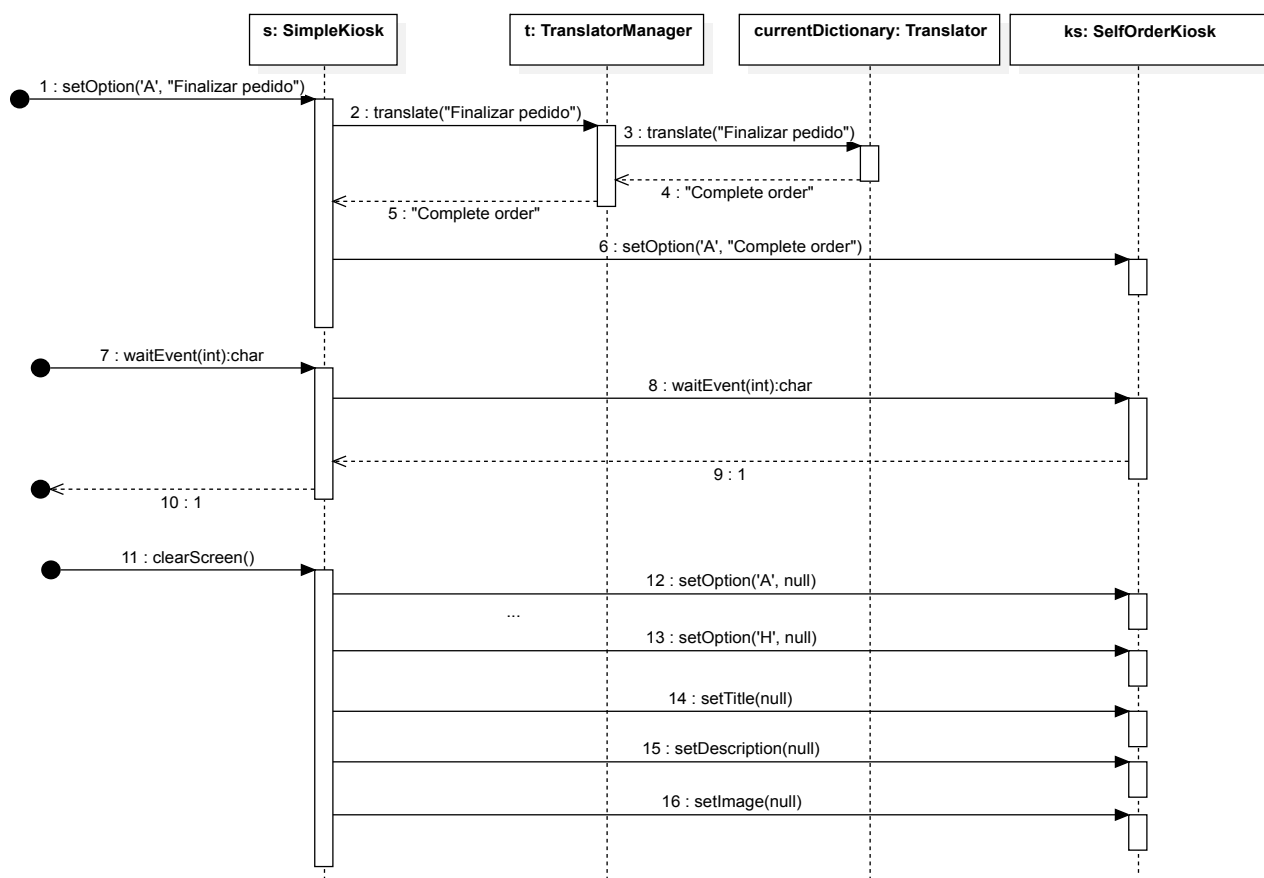 s: SimpleKiosk
t: TranslatorManager
currentDictionary: Translator
ks: SelfOrderKiosk
1 : setOption('A', "Finalizar pedido")
2 : translate("Finalizar pedido")
3 : translate("Finalizar pedido")
4 : "Complete order"
5 : "Complete order"
6 : setOption('A', "Complete order")
7 : waitEvent(int):char
8 : waitEvent(int):char
9 : 1
10 : 1
11 : clearScreen()
12 : setOption('A', null)
...
13 : setOption('H', null)
14 : setTitle(null)
15 : setDescription(null)
16 : setImage(null)